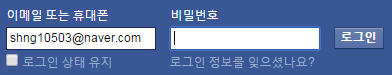 이메일 또는 휴대폰 비밀번호
shng10503@naver.com 로그인
로그인 상태 유지 로그인 정보를 잊으셨나요?